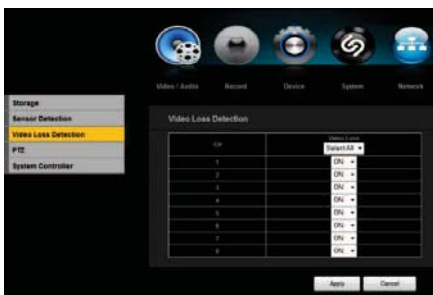 Video / Audio Record Device System Network
Storage
Sensor Detection
Video Loss Detection
PTZ
System Controller
Video Loss Detection
CH Video Loss
Select All
1 ON
2 ON
3 ON
4 ON
5 ON
6 ON
7 ON
8 ON
Apply Cancel